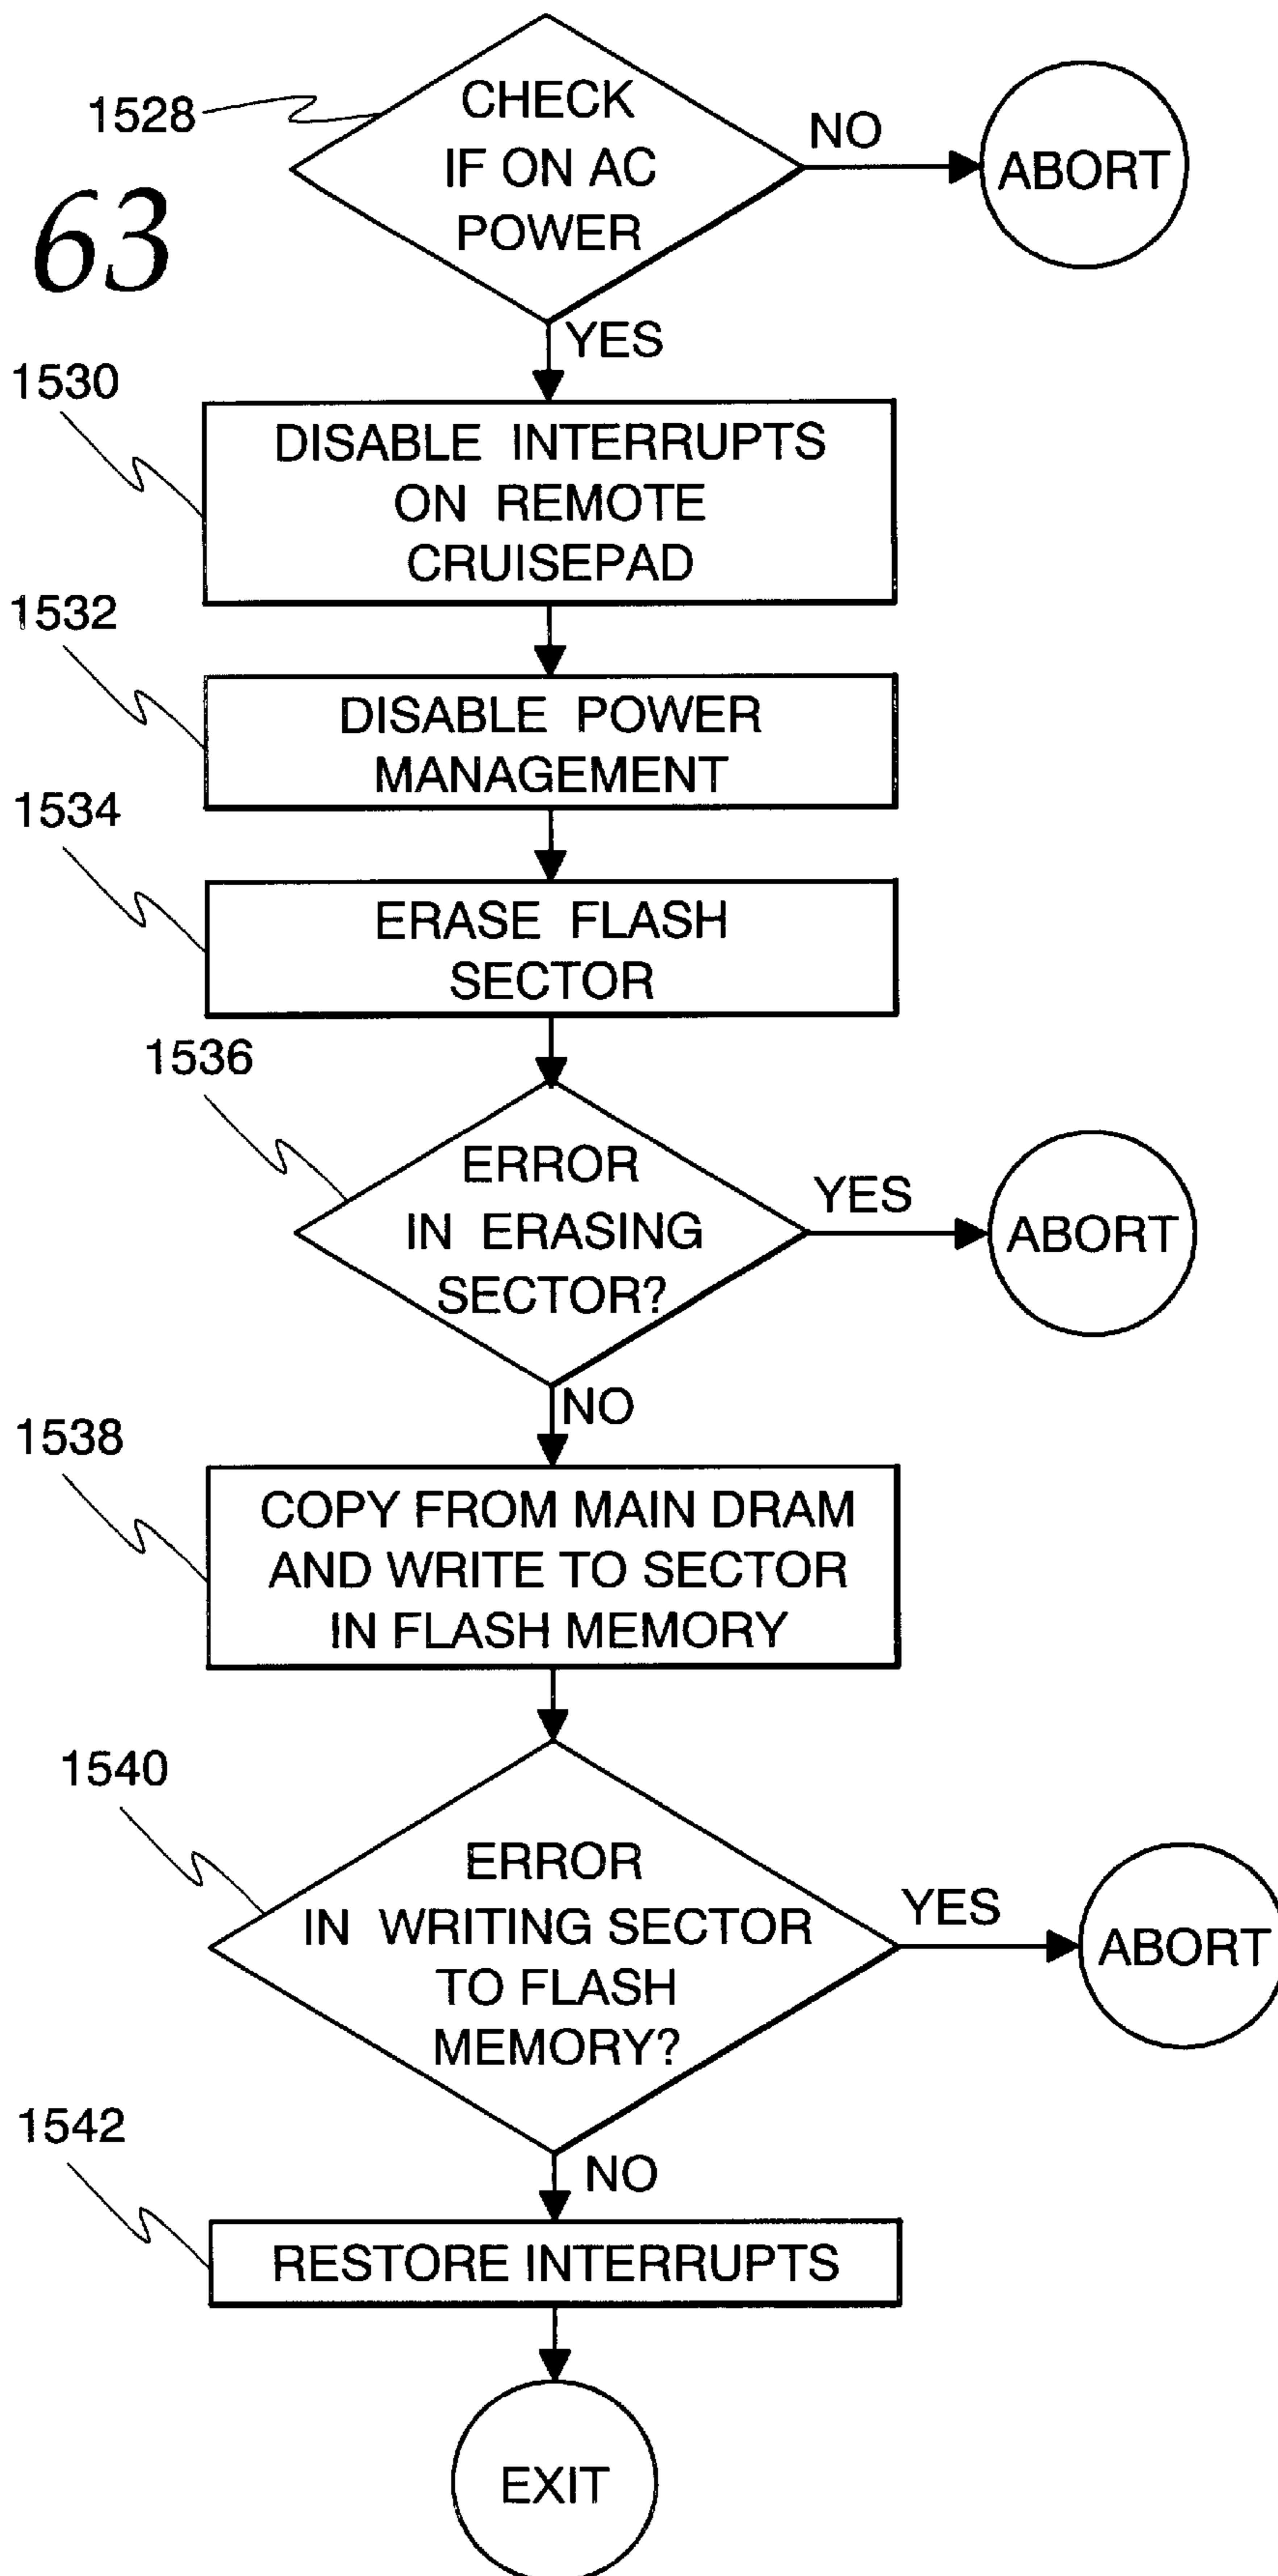 1528
CHECK
IF ON AC
POWER
NO
ABORT
63
YES
1530
DISABLE INTERRUPTS
ON REMOTE
CRUISEPAD
1532
DISABLE POWER
MANAGEMENT
1534
ERASE FLASH
SECTOR
1536
ERROR
IN ERASING
SECTOR?
YES
ABORT
NO
1538
COPY FROM MAIN DRAM
AND WRITE TO SECTOR
IN FLASH MEMORY
1540
ERROR
IN WRITING SECTOR
TO FLASH
MEMORY?
YES
ABORT
NO
1542
RESTORE INTERRUPTS
EXIT